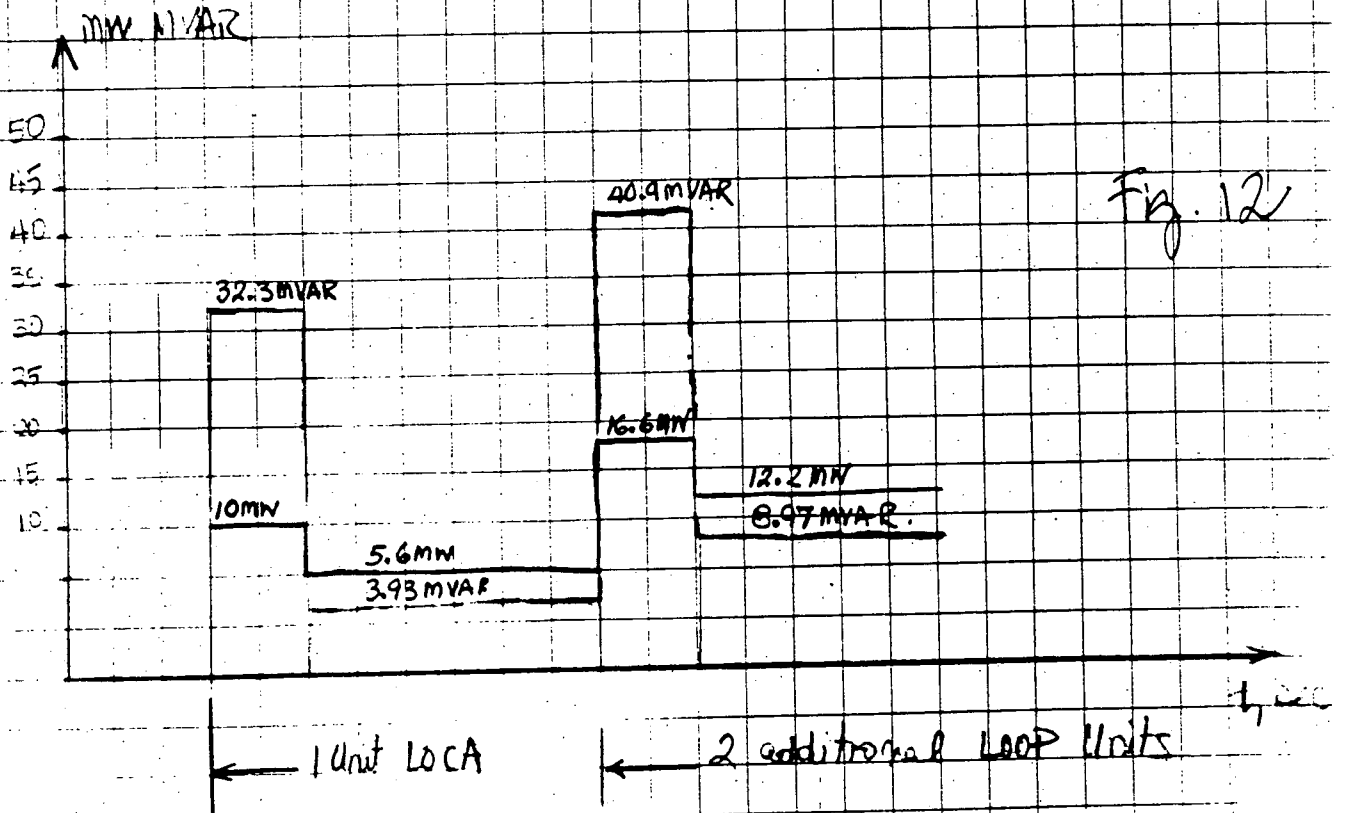 MW MVAR
50
45
40
35
30
25
20
15
10
32.3MVAR
10MW
5.6MW
3.93MVAR
40.9MVAR
16.6MW
12.2MW
8.97MVAR.
Fig. 12
t, sec
1 Unit LOCA
2 additional LOOP Units